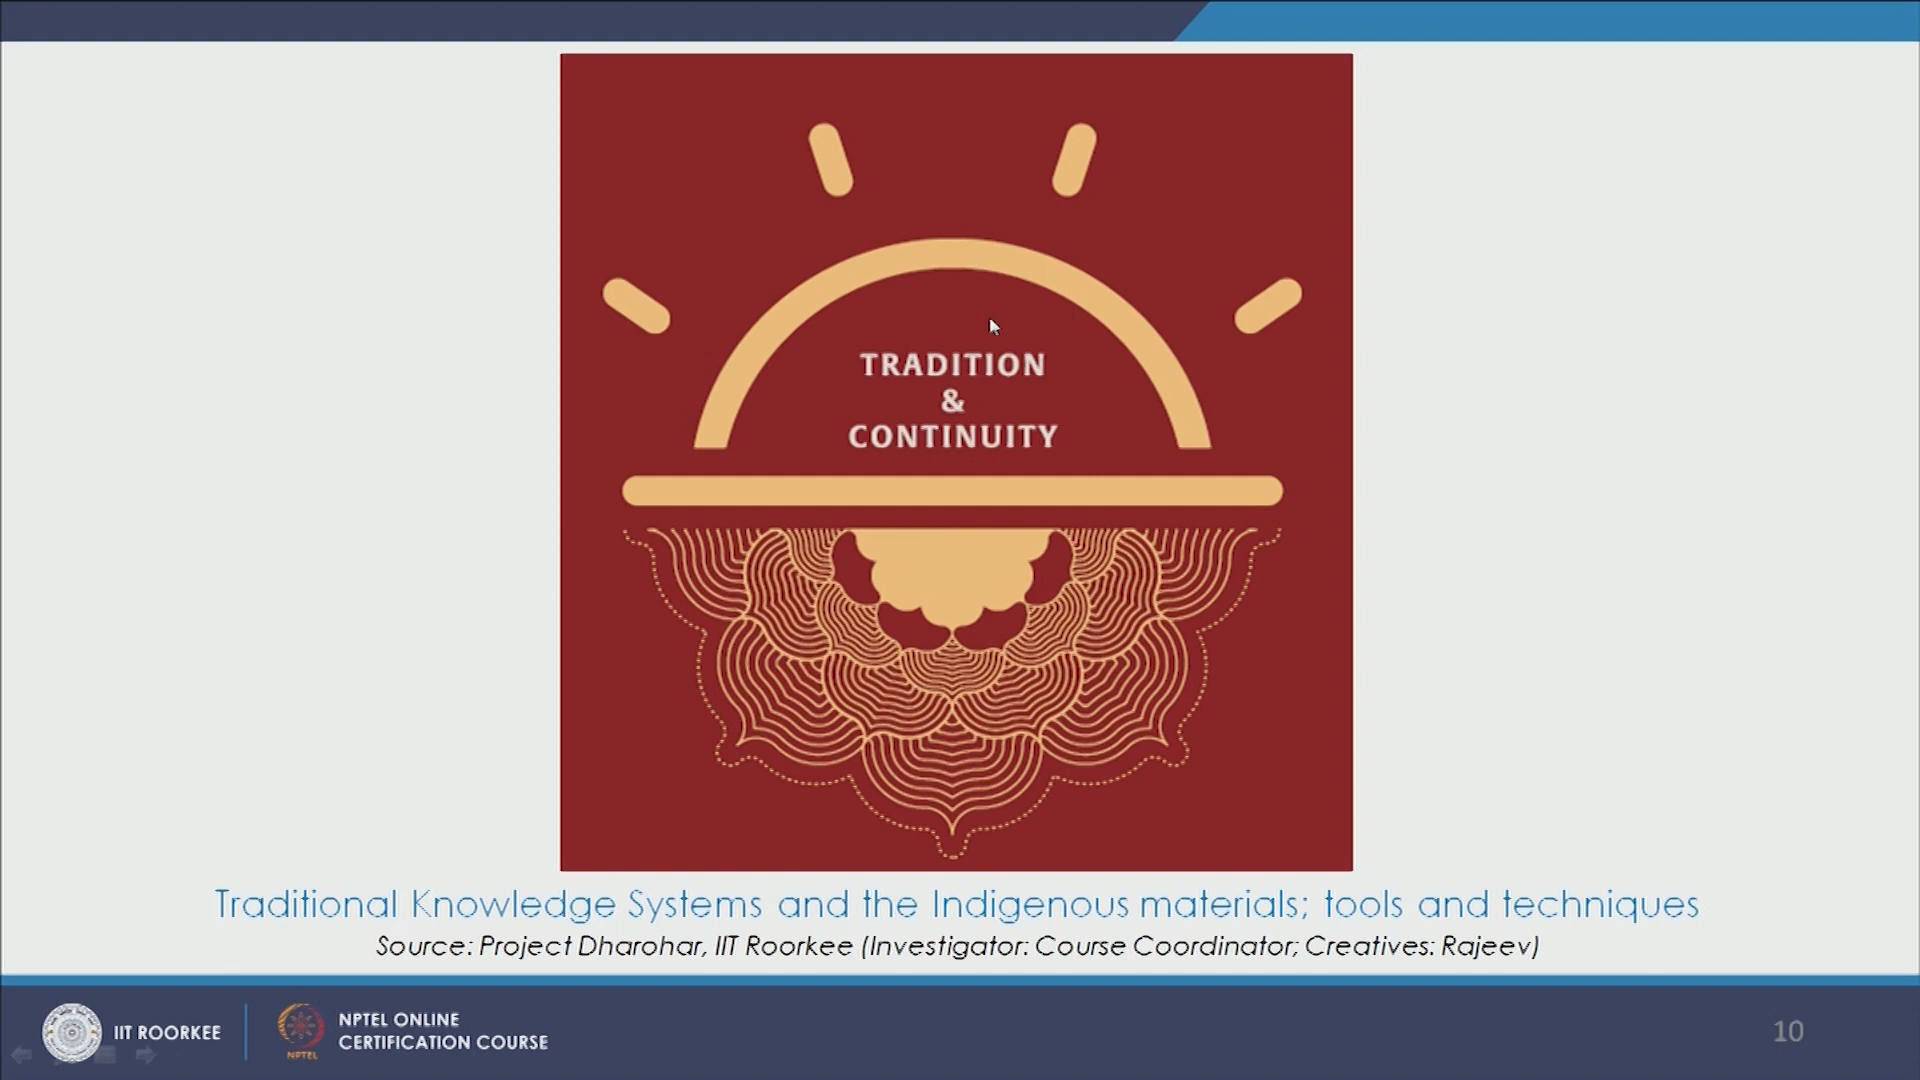 TRADITION
&
CONTINUITY
Traditional Knowledge Systems and the Indigenous materials; tools and techniques
Source: Project Dharohar, IIT Roorkee (Investigator: Course Coordinator; Creatives: Rajeev)
IIT ROORKEE
NPTEL
NPTEL ONLINE
CERTIFICATION COURSE
10